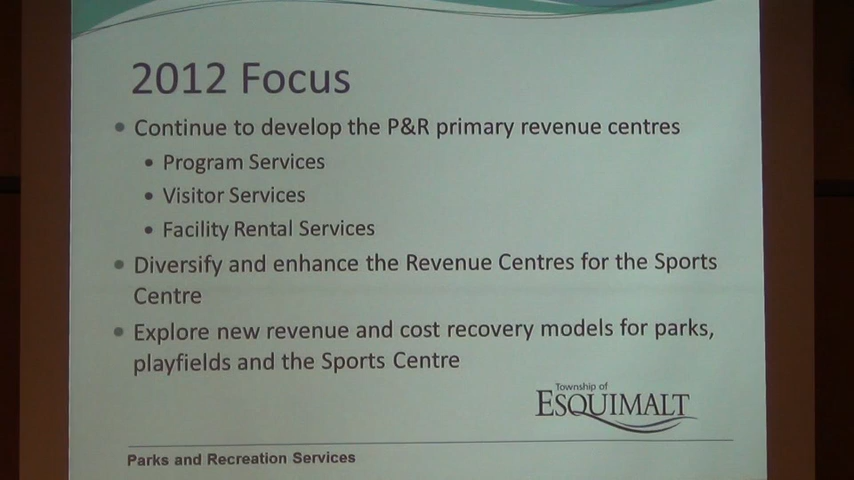 2012 Focus
• Continue to develop the P&R primary revenue centres
• Program Services
• Visitor Services
• Facility Rental Services
• Diversify and enhance the Revenue Centres for the Sports
Centre
• Explore new revenue and cost recovery models for parks,
playfields and the Sports Centre
Township of
ESQUIMALT
Parks and Recreation Services